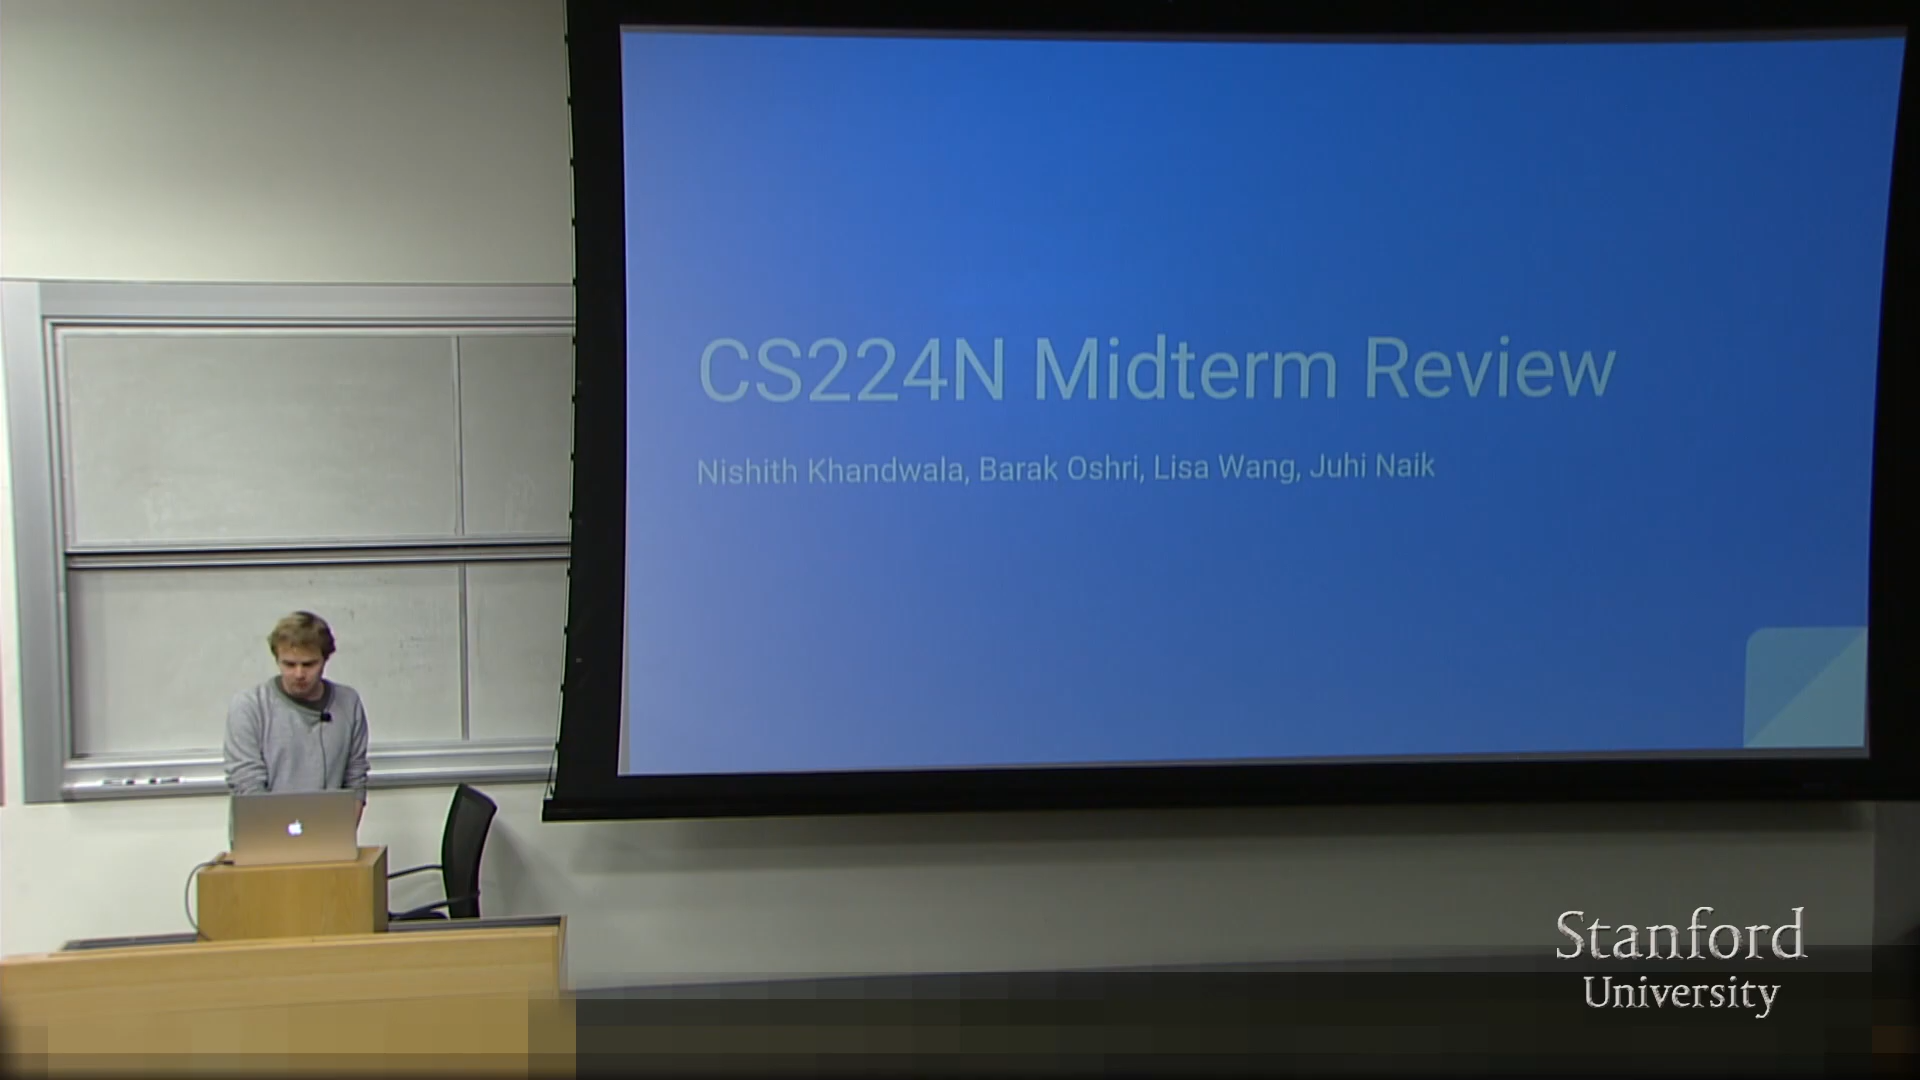 CS224N Midterm Review
Nishith Khandwala, Barak Oshri, Lisa Wang, Juhi Naik
Stanford
University